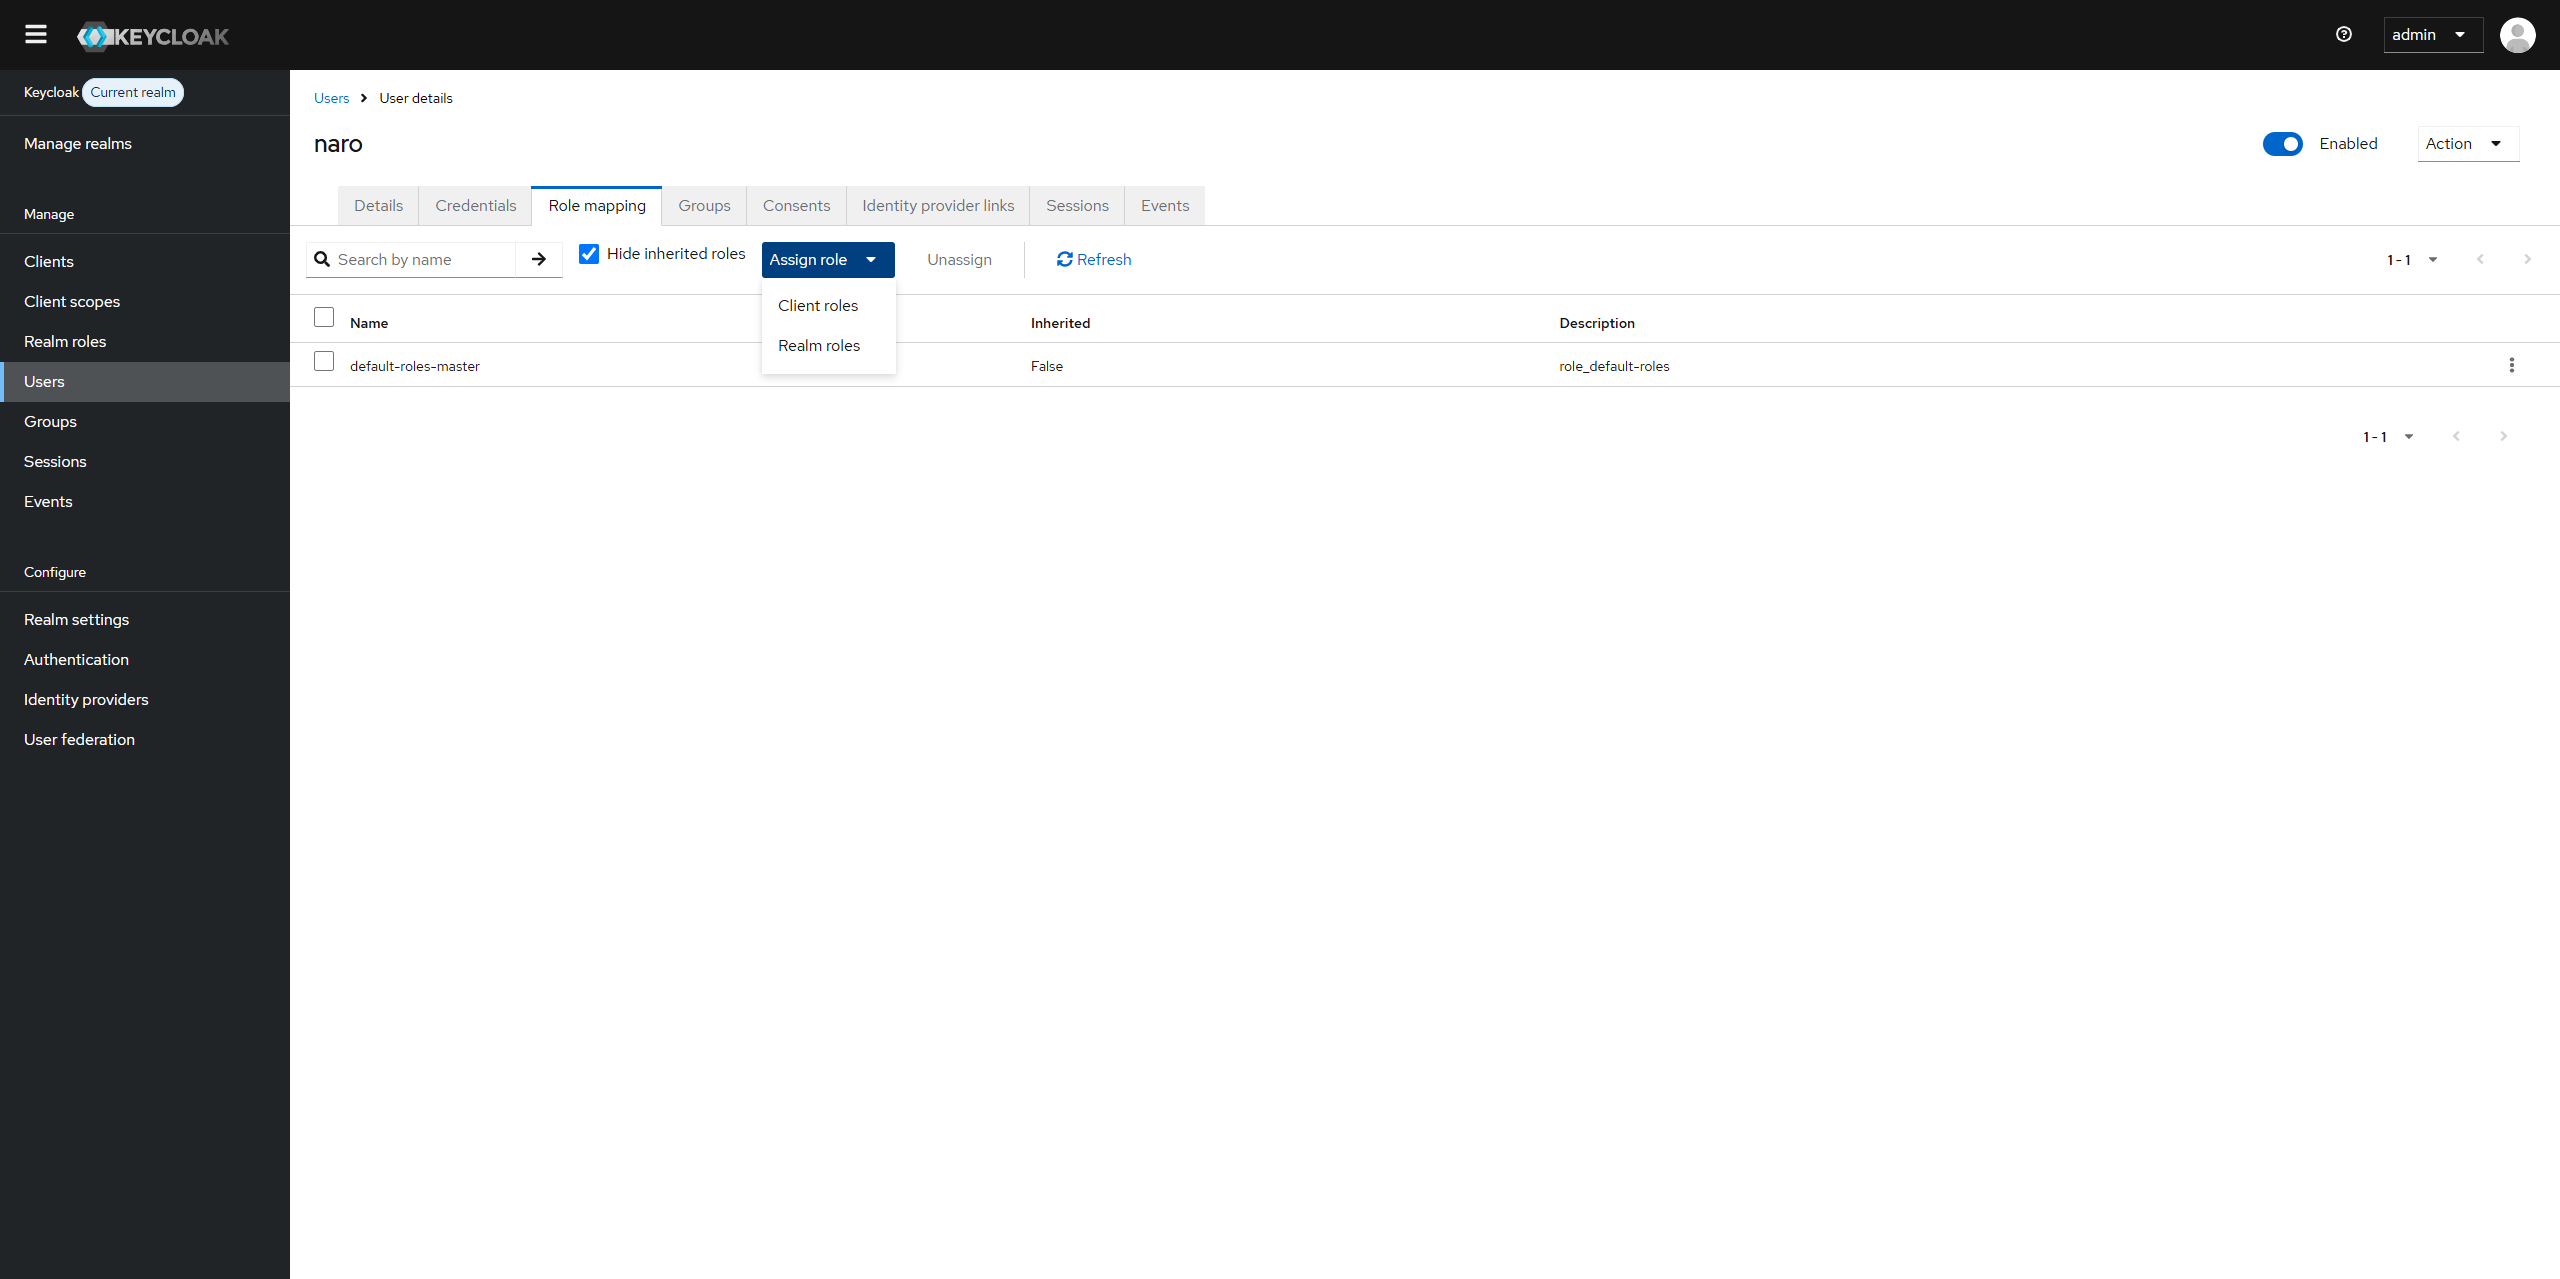 KEYCLOAK
admin
Keycloak Current realm
Manage realms
Manage
Clients
Client scopes
Realm roles
Users
Groups
Sessions
Events
Configure
Realm settings
Authentication
Identity providers
User federation
Users User details
naro
Enabled Action
Details Credentials Role mapping Groups Consents Identity provider links Sessions Events
Search by name Hide inherited roles Assign role Unassign Refresh 1 - 1
Client roles
Realm roles
Name Inherited Description
default-roles-master False role_default-roles
1 - 1